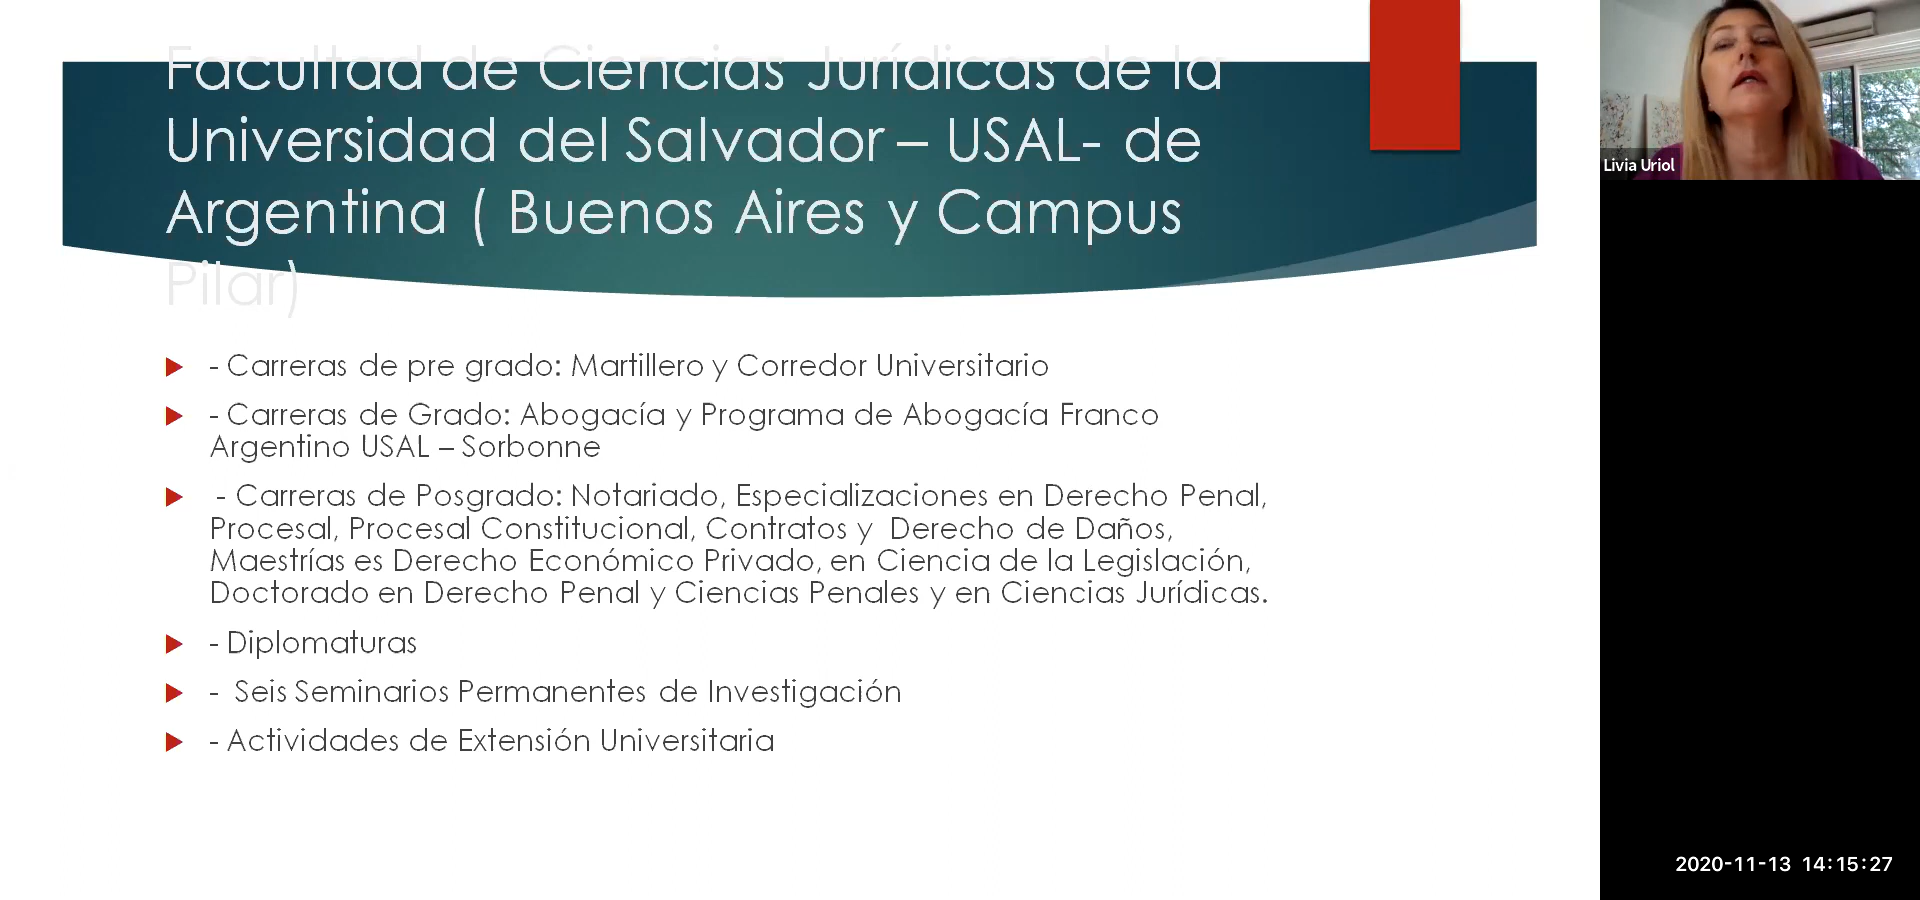 Facultad de Ciencias Jurídicas de la
Universidad del Salvador – USAL- de
Argentina ( Buenos Aires y Campus
Pilar)
- Carreras de pre grado: Martillero y Corredor Universitario
- Carreras de Grado: Abogacía y Programa de Abogacía Franco
Argentino USAL – Sorbonne
- Carreras de Posgrado: Notariado, Especializaciones en Derecho Penal,
Procesal, Procesal Constitucional, Contratos y  Derecho de Daños,
Maestrías es Derecho Económico Privado, en Ciencia de la Legislación,
Doctorado en Derecho Penal y Ciencias Penales y en Ciencias Jurídicas.
- Diplomaturas
-  Seis Seminarios Permanentes de Investigación
- Actividades de Extensión Universitaria
Livia Uriol
2020-11-13 14:15:27